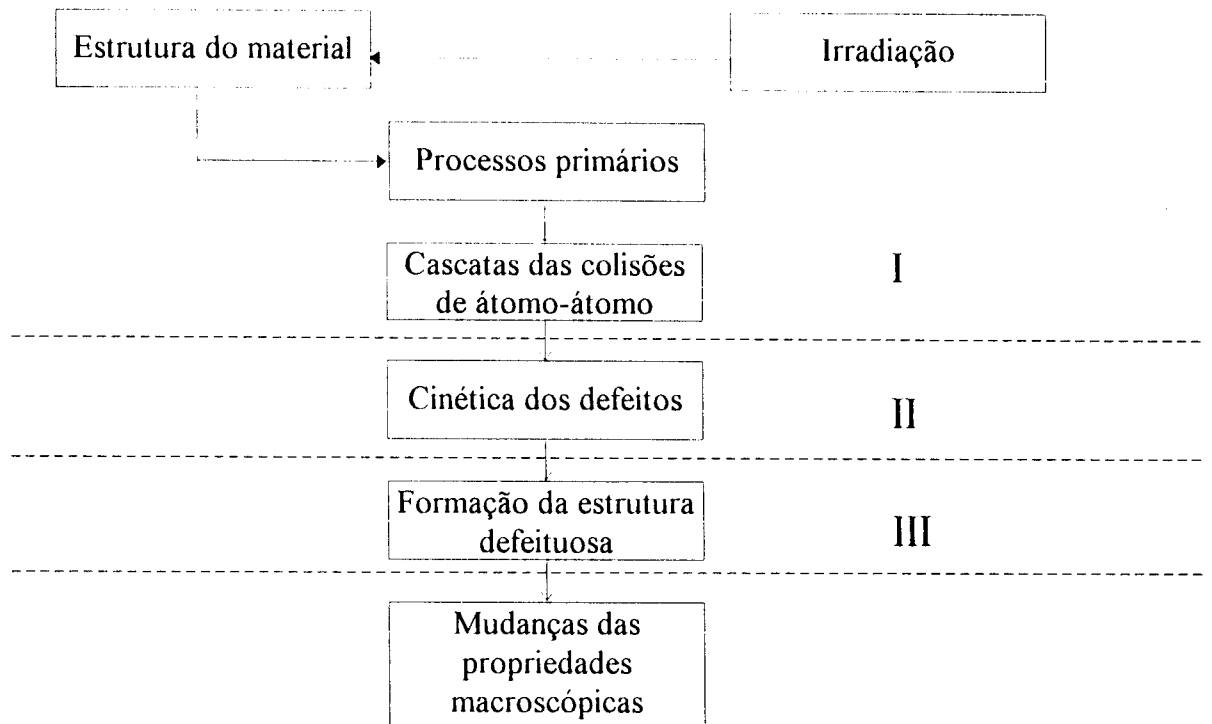 Estrutura do material
Irradiação
Processos primários
Cascatas das colisões
de átomo-átomo
I
Cinética dos defeitos
II
Formação da estrutura
defeituosa
III
Mudanças das
propriedades
macroscópicas